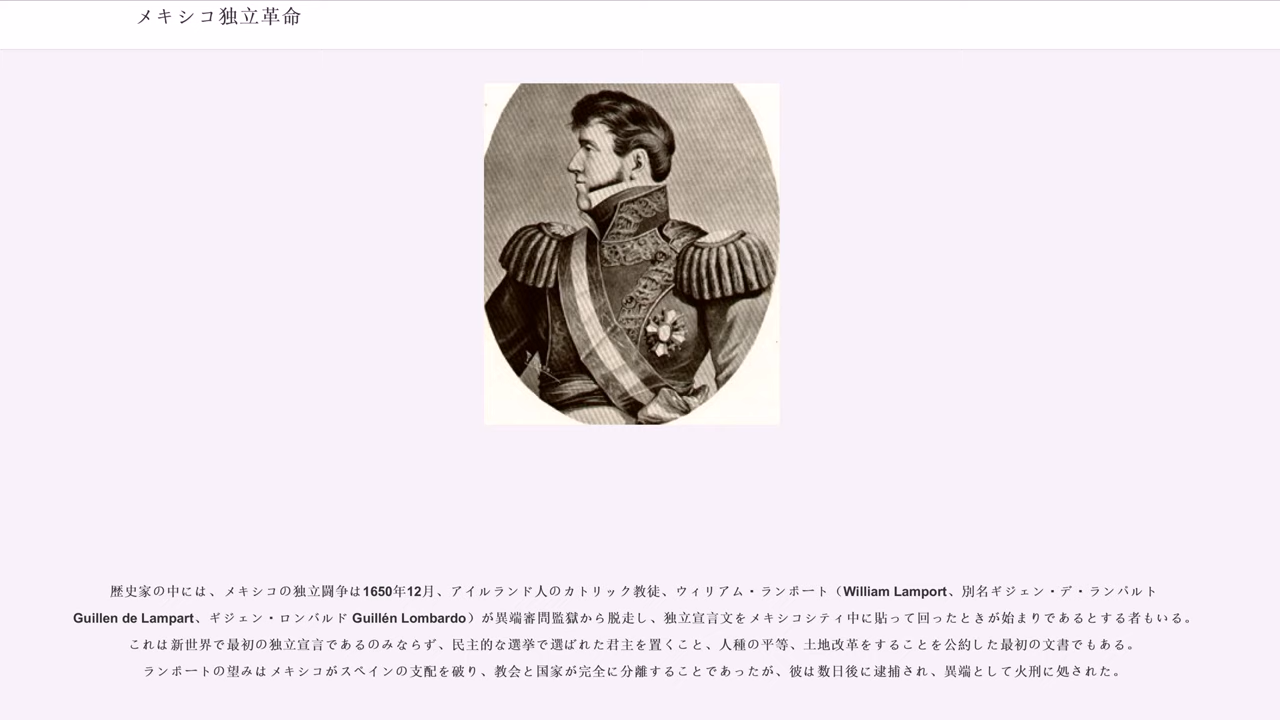 メキシコ独立革命
歴史家の中には、メキシコの独立闘争は1650年12月、アイルランド人のカトリック教徒、ウィリアム・ランポート（William Lamport、別名ギジェン・デ・ランバルト
Guillen de Lampart、ギジェン・ロンバルド Guillén Lombardo）が異端審問監獄から脱走し、独立宣言文をメキシコシティ中に貼って回ったときが始まりであるとする者もいる。
これは新世界で最初の独立宣言であるのみならず、民主的な選挙で選ばれた君主を置くこと、人種の平等、土地改革をすることを公約した最初の文書でもある。
ランポートの望みはメキシコがスペインの支配を破り、教会と国家が完全に分離することであったが、彼は数日後に逮捕され、異端として火刑に処された。